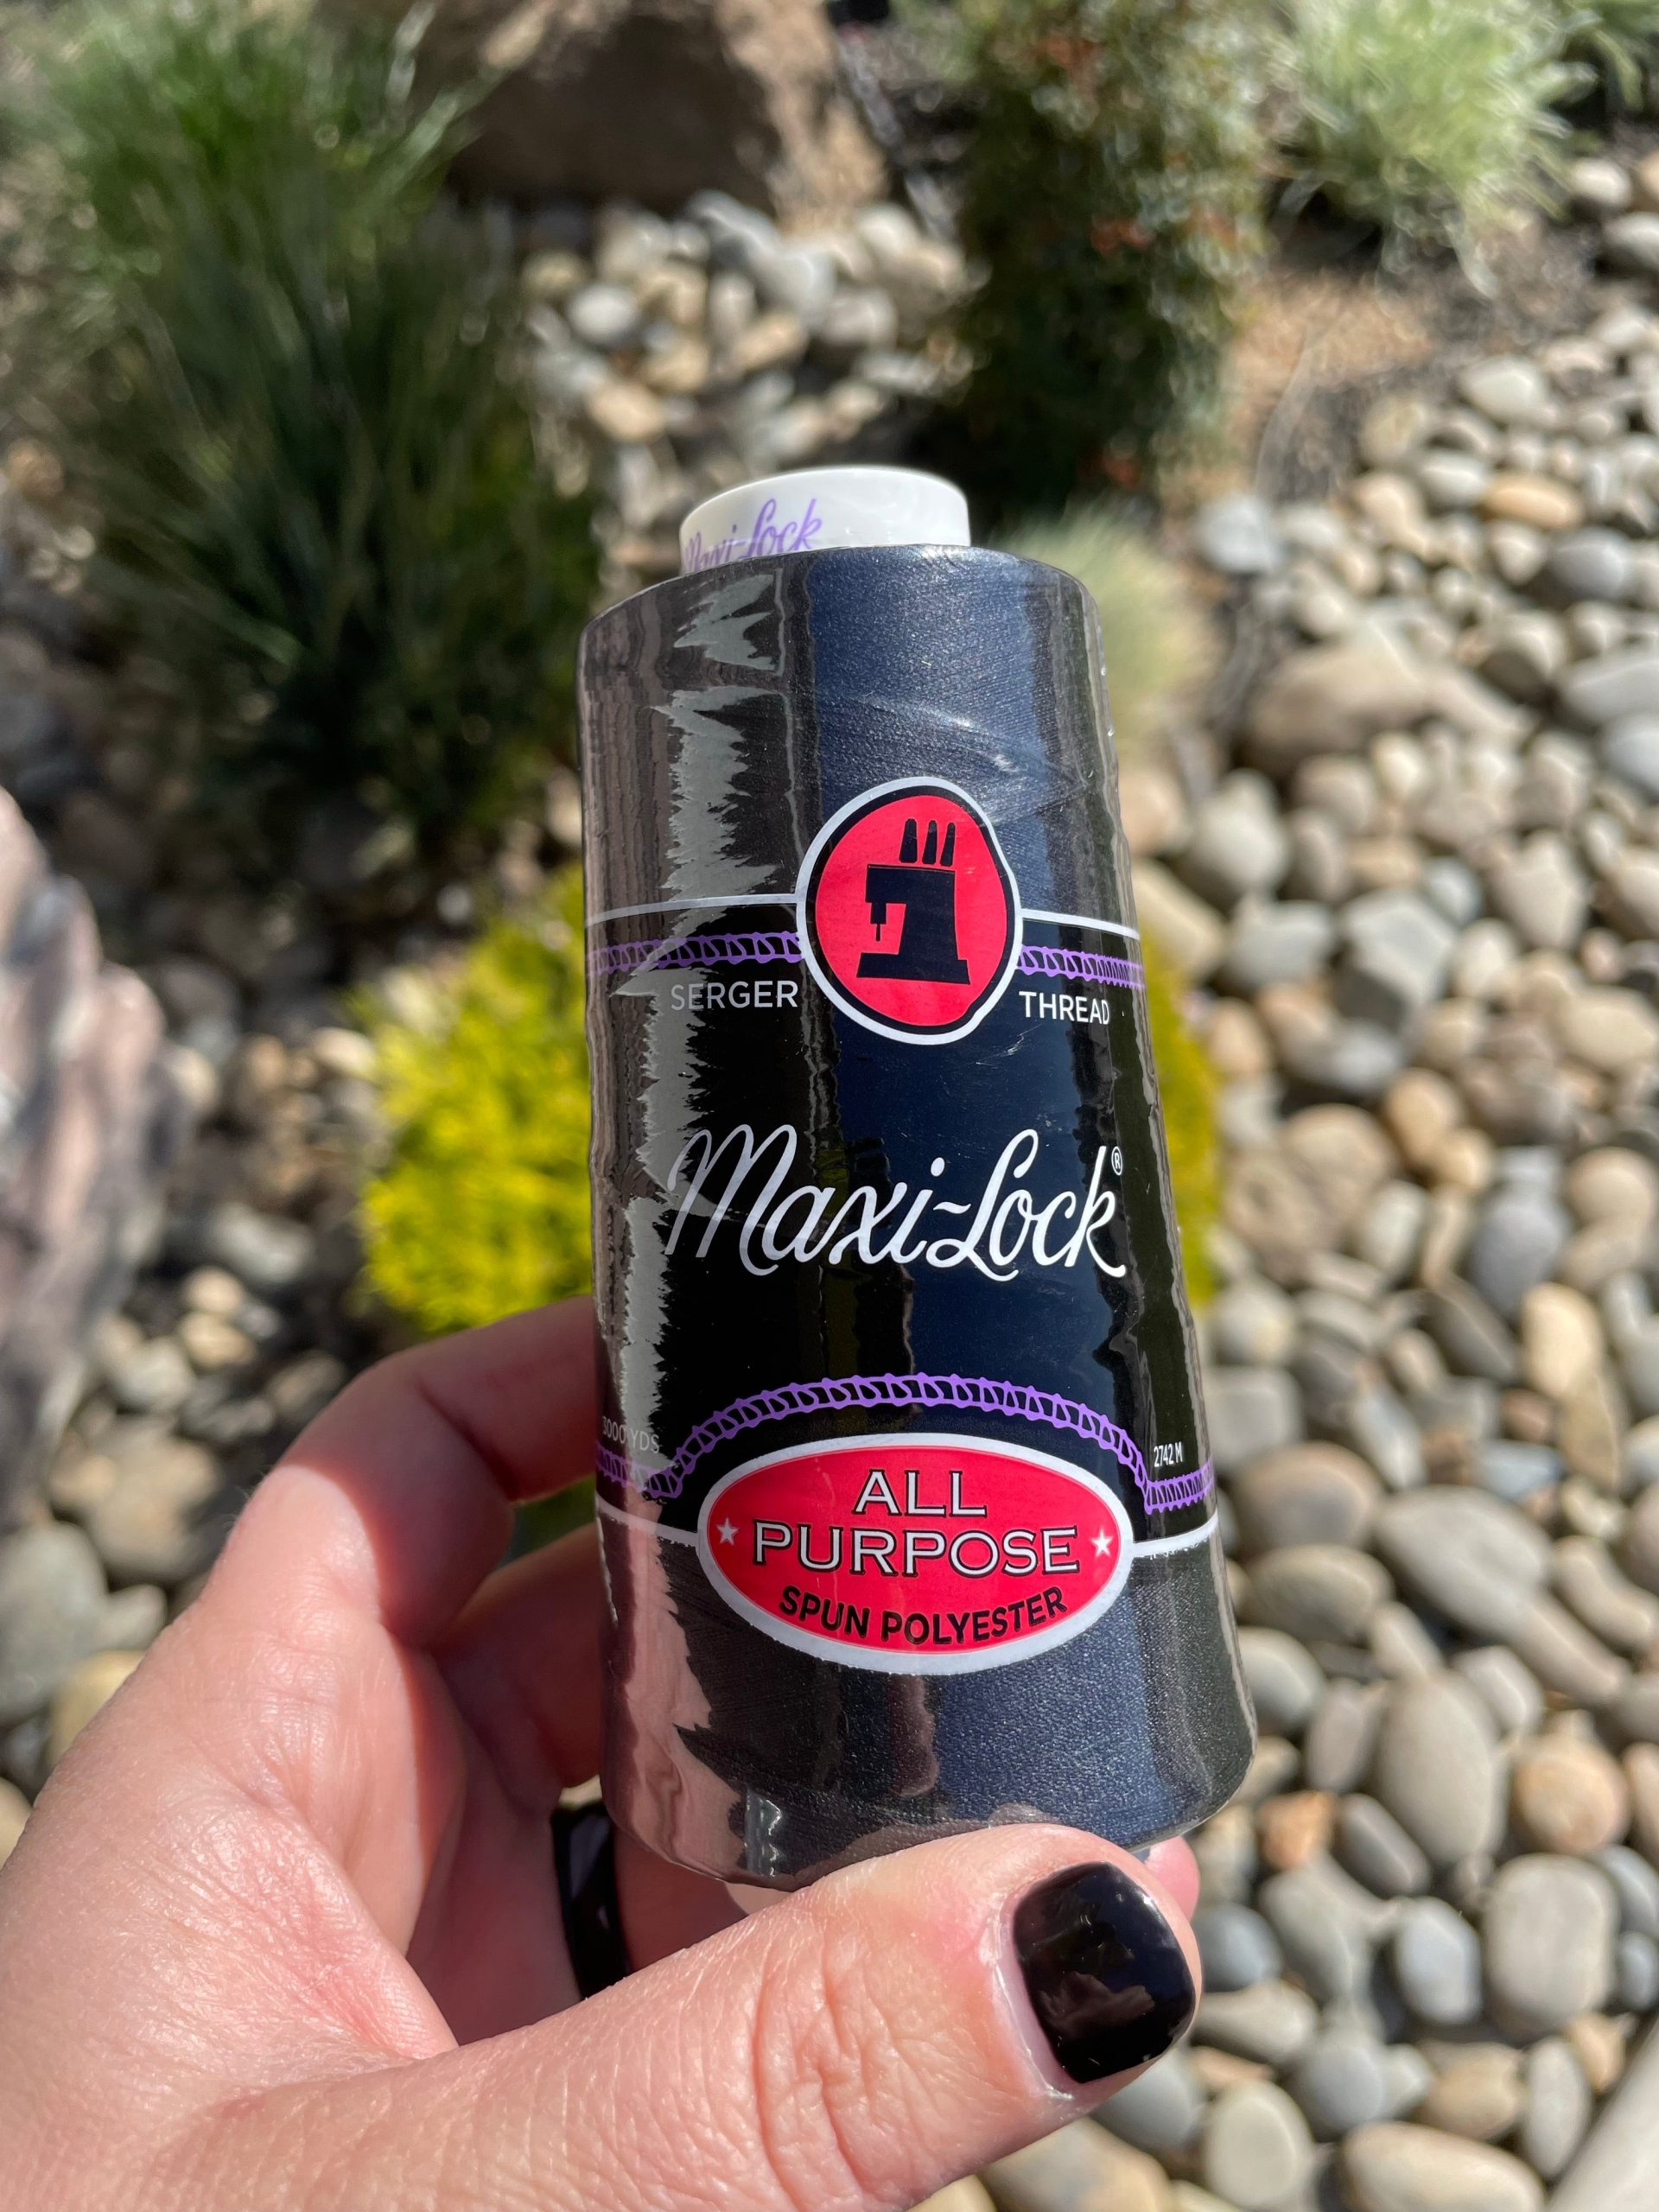 Maxi-Lock
SERGER THREAD
Maxi-Lock®
3000 YDS
2742 M
ALL
PURPOSE
SPUN POLYESTER